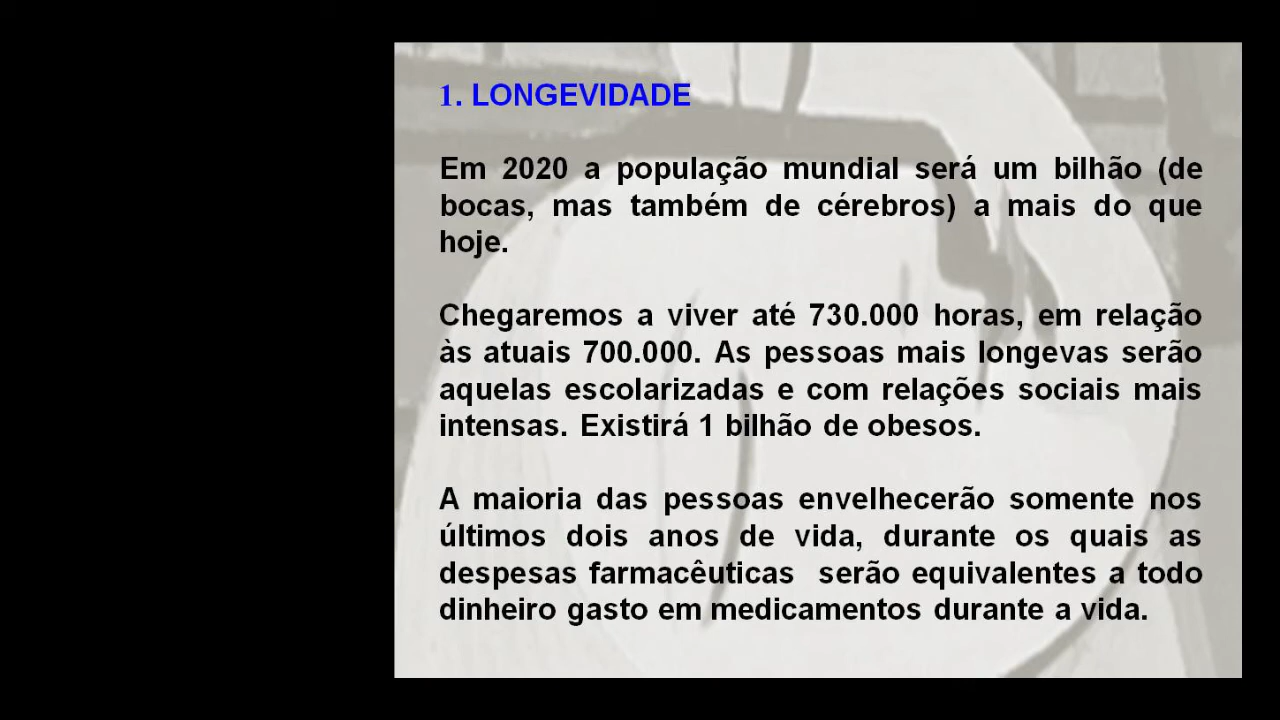 1. LONGEVIDADE
Em 2020 a população mundial será um bilhão (de
bocas, mas também de cérebros) a mais do que
hoje.
Chegaremos a viver até 730.000 horas, em relação
às atuais 700.000. As pessoas mais longevas serão
aquelas escolarizadas e com relações sociais mais
intensas. Existirá 1 bilhão de obesos.
A maioria das pessoas envelhecerão somente nos
últimos dois anos de vida, durante os quais as
despesas farmacêuticas serão equivalentes a todo
dinheiro gasto em medicamentos durante a vida.